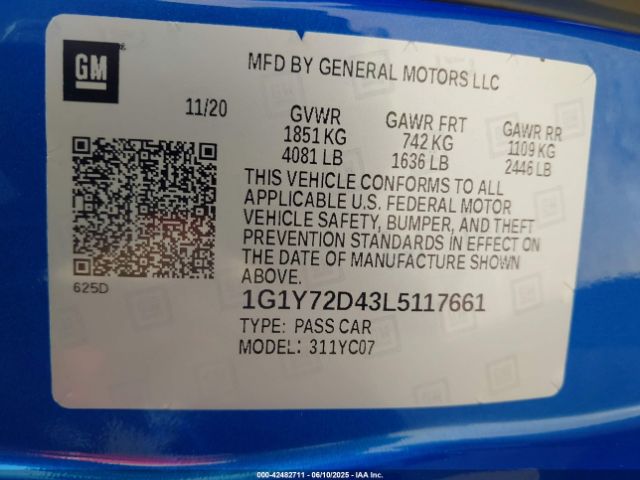 GM
MFD BY GENERAL MOTORS LLC
11/20
GVWR
1851 KG
4081 LB
GAWR FRT
742 KG
1636 LB
GAWR RR
1109 KG
2446 LB
THIS VEHICLE CONFORMS TO ALL
APPLICABLE U.S. FEDERAL MOTOR
VEHICLE SAFETY, BUMPER, AND THEFT
PREVENTION STANDARDS IN EFFECT ON
THE DATE OF MANUFACTURE SHOWN
ABOVE.
625D
1G1Y72D43L5117661
TYPE: PASS CAR
MODEL: 311YC07
000-42482711 - 06/10/2025 - IAA Inc.